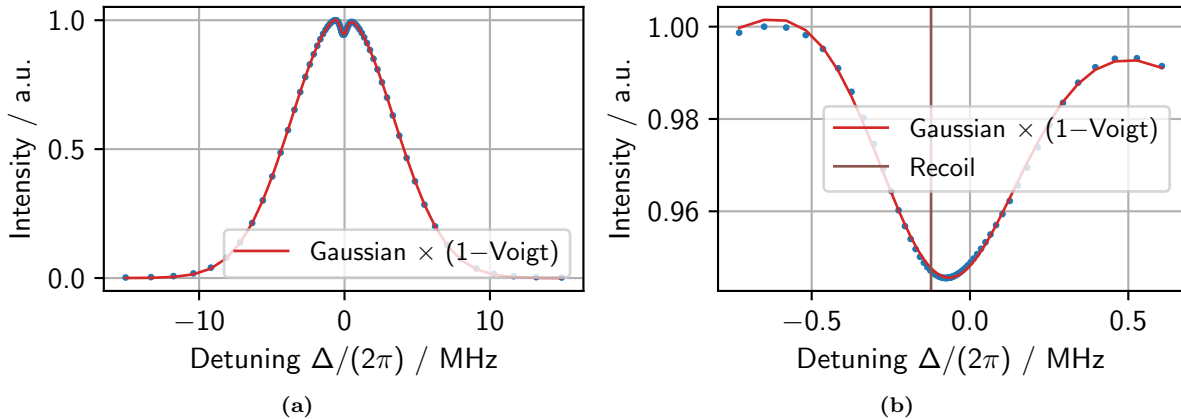 1.0
0.5
0.0
Intensity / a.u.
Gaussian × (1−Voigt)
−10
0
10
Detuning Δ/(2π) / MHz
(a)
1.00
0.98
0.96
Intensity / a.u.
Gaussian × (1−Voigt)
Recoil
−0.5
0.0
0.5
Detuning Δ/(2π) / MHz
(b)